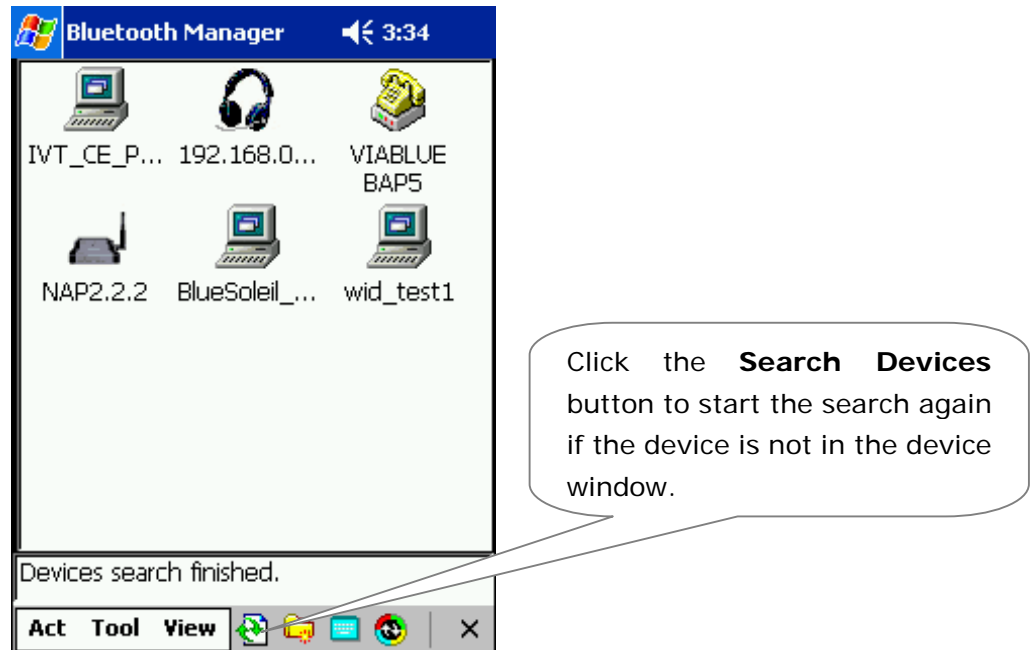 Bluetooth Manager 3:34
IVT_CE_P... 192.168.0... VIABLUE
BAP5
NAP2.2.2 BlueSoleil_... wid_test1
Click the Search Devices
button to start the search again
if the device is not in the device
window.
Devices search finished.
Act Tool View